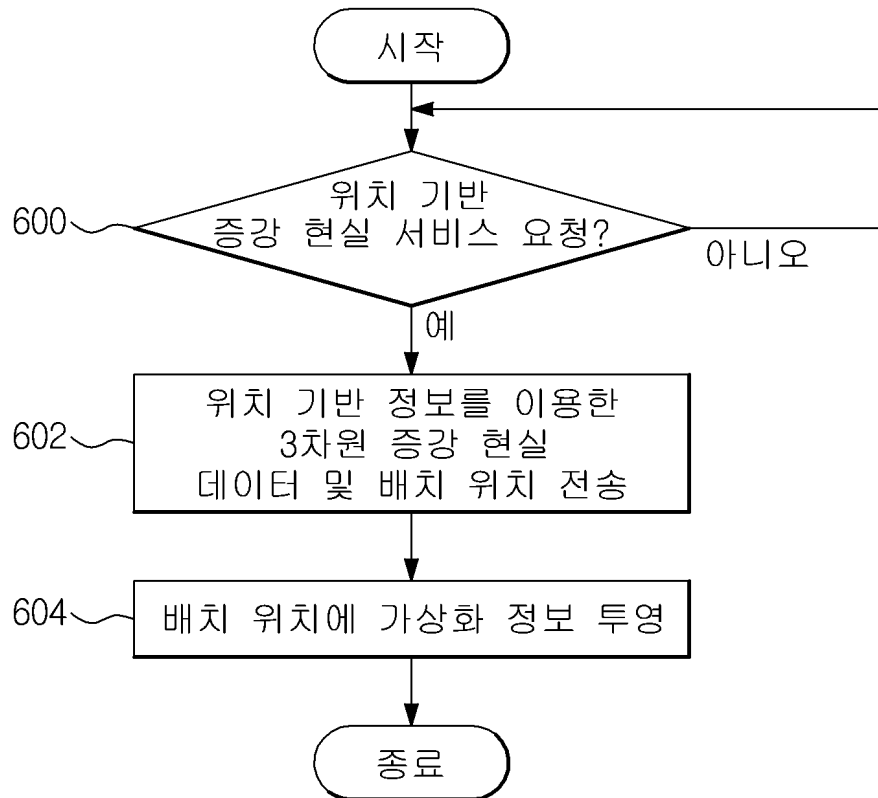 시작
600
위치 기반
증강 현실 서비스 요청?
아니오
예
602
위치 기반 정보를 이용한
3차원 증강 현실
데이터 및 배치 위치 전송
604
배치 위치에 가상화 정보 투영
종료